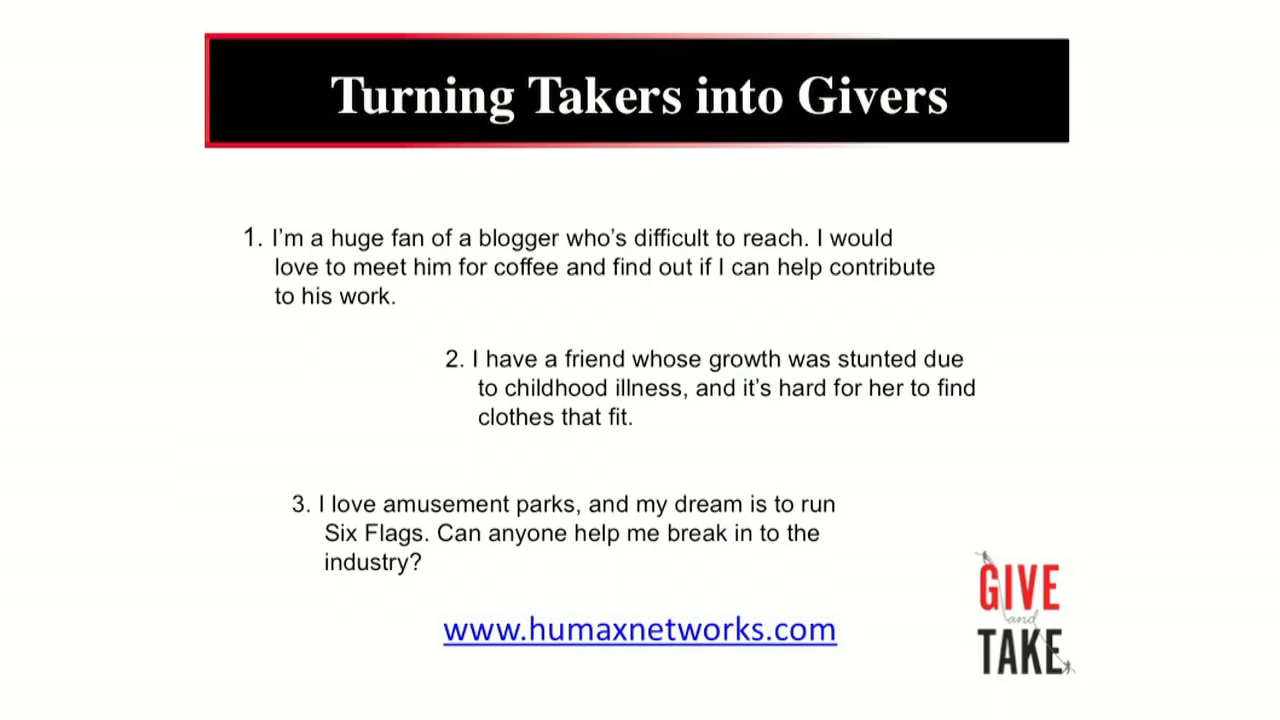 Turning Takers into Givers
1. I'm a huge fan of a blogger who's difficult to reach. I would
love to meet him for coffee and find out if I can help contribute
to his work.
2. I have a friend whose growth was stunted due
to childhood illness, and it's hard for her to find
clothes that fit.
3. I love amusement parks, and my dream is to run
Six Flags. Can anyone help me break in to the
industry?
www.humaxnetworks.com
GIVE
and
TAKE